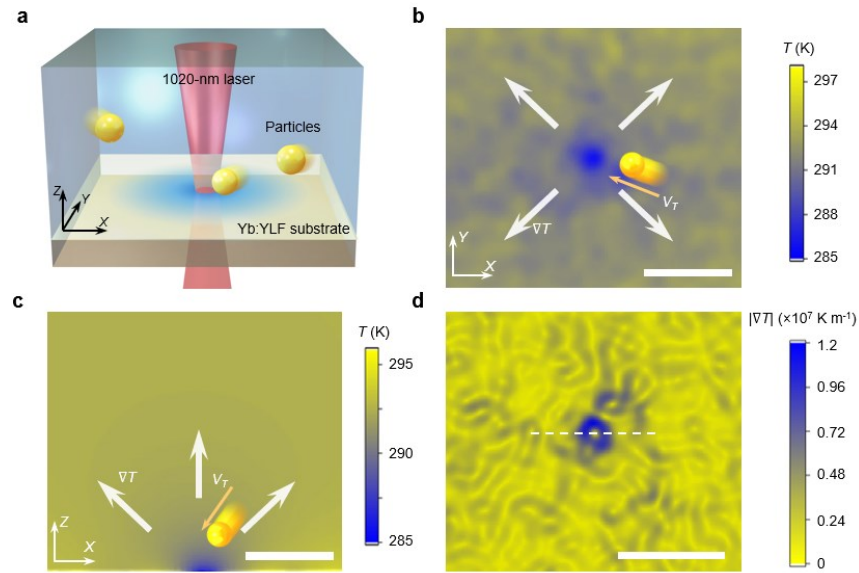 a
1020-nm laser
Particles
Z
Y
X
Yb:YLF substrate
b
∇T
V_T
Y
X
T (K)
297
294
291
288
285
c
∇T
V_T
Z
X
T (K)
295
290
285
d
|∇T| (×10⁷ K m⁻¹)
1.2
0.96
0.72
0.48
0.24
0